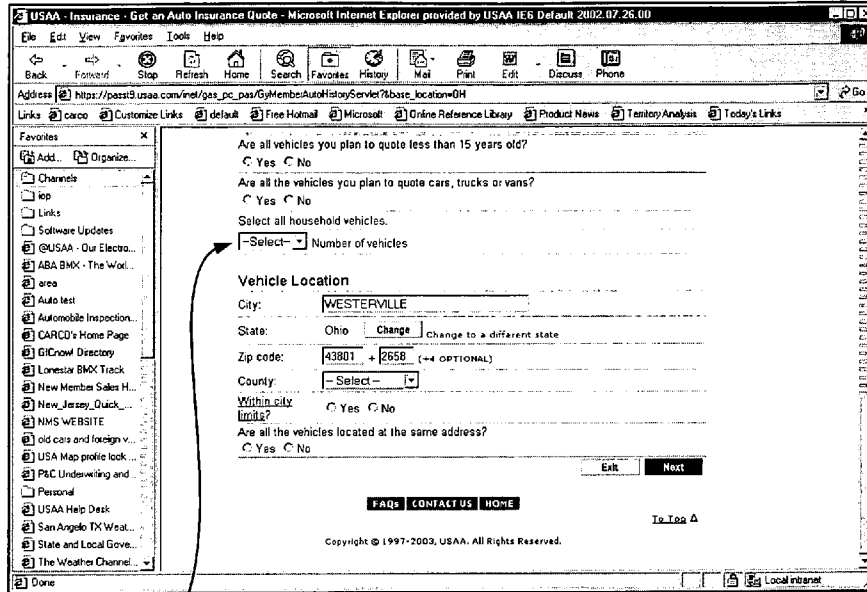 USAA - Insurance - Get an Auto Insurance Quote - Microsoft Internet Explorer provided by USAA IE6 Default 2002.07.26.00
File Edit View Favorites Tools Help
Back Forward Stop Refresh Home Search Favorites History Mail Print Edit Discuss Phone
Address https://passt9.usaa.com/inet/gas_pc_pas/GyMemberAutoHistoryServlet?&base_location=OH Go
Links carco Customize Links default Free Hotmail Microsoft Online Reference Library Product News Territory Analysis Today's Links
Favorites x
Add... Organize...
Channels
iop
Links
Software Updates
@USAA - Our Electro...
ABA BMX - The Worl...
area
Auto test
Automobile Inspection...
CARCO's Home Page
GICnowl Directory
Lonestar BMX Track
New Member Sales H...
New_Jersey_Quick_...
NMS WEBSITE
old cars and foreign v...
USA Map profile look ...
P&C Underwriting and ...
Personal
USAA Help Desk
San Angelo TX Weat...
State and Local Gove...
The Weather Channel...
Are all vehicles you plan to quote less than 15 years old?
Yes No
Are all the vehicles you plan to quote cars, trucks or vans?
Yes No
Select all household vehicles.
--Select-- Number of vehicles
Vehicle Location
City: WESTERVILLE
State: Ohio Change Change to a different state
Zip code: 43801 + 2658 (+4 OPTIONAL)
County: -- Select --
Within city limits? Yes No
Are all the vehicles located at the same address?
Yes No
Exit Next
FAQs CONTACT US HOME
To Top Δ
Copyright © 1997-2003, USAA. All Rights Reserved.
Done Local intranet